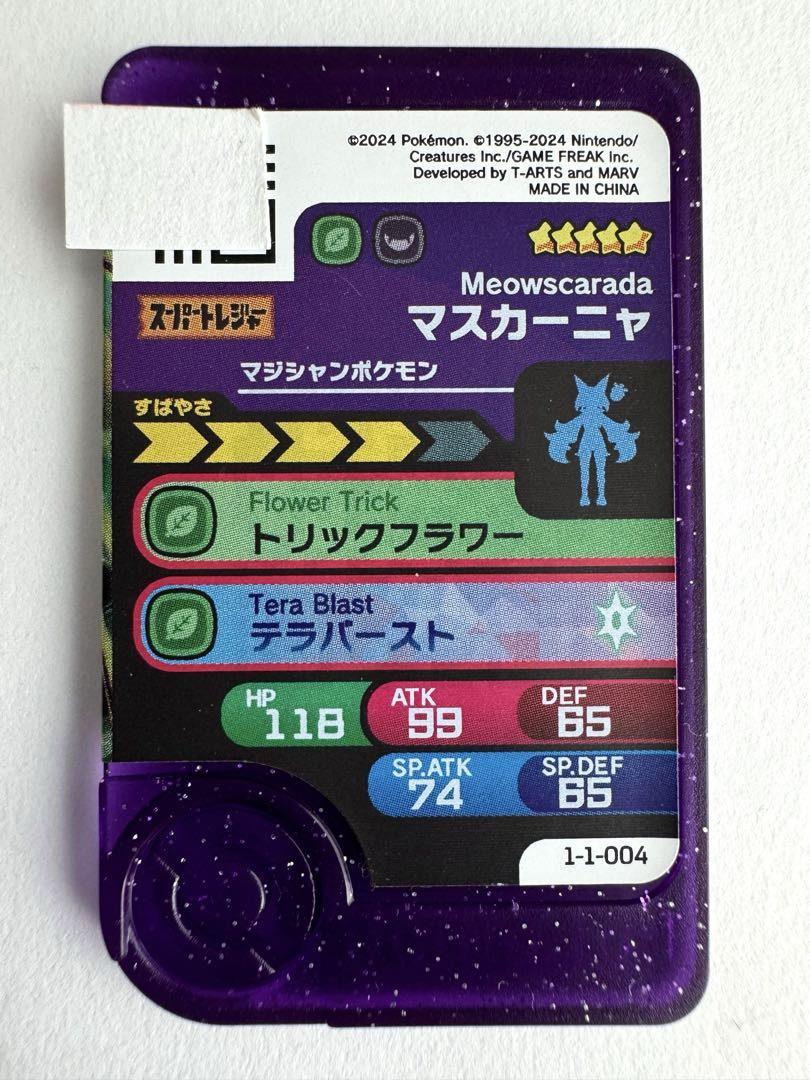 ©2024 Pokémon. ©1995-2024 Nintendo/
Creatures Inc./GAME FREAK inc.
Developed by T-ARTS and MARV
MADE IN CHINA
Meowscarada
スーパートレジャー
マスカーニャ
マジシャンポケモン
すばやさ
Flower Trick
トリックフラワー
Tera Blast
テラバースト
HP 118
ATK 99
DEF 65
SP.ATK 74
SP.DEF 65
1-1-004